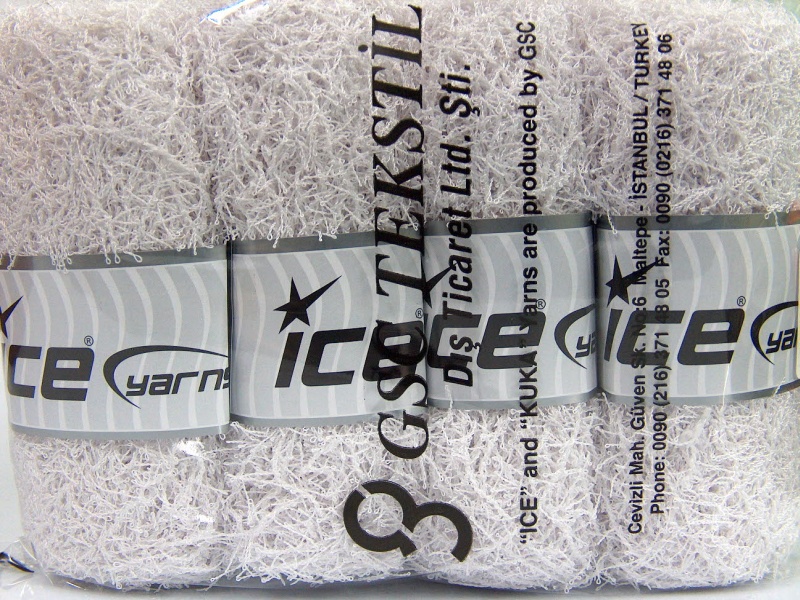 GSC TEKSTİL
Dış Ticaret Ltd. Şti.
"ICE" and "KUKA" Yarns are produced by GSC
Cevizli Mah. Güven SK. No:6 Maltepe - İSTANBUL / TURKEY
Phone: 0090 (216) 371 48 05 Fax: 0090 (0216) 371 48 06
ice® yarns
ice®
ice® ya
ice® ya